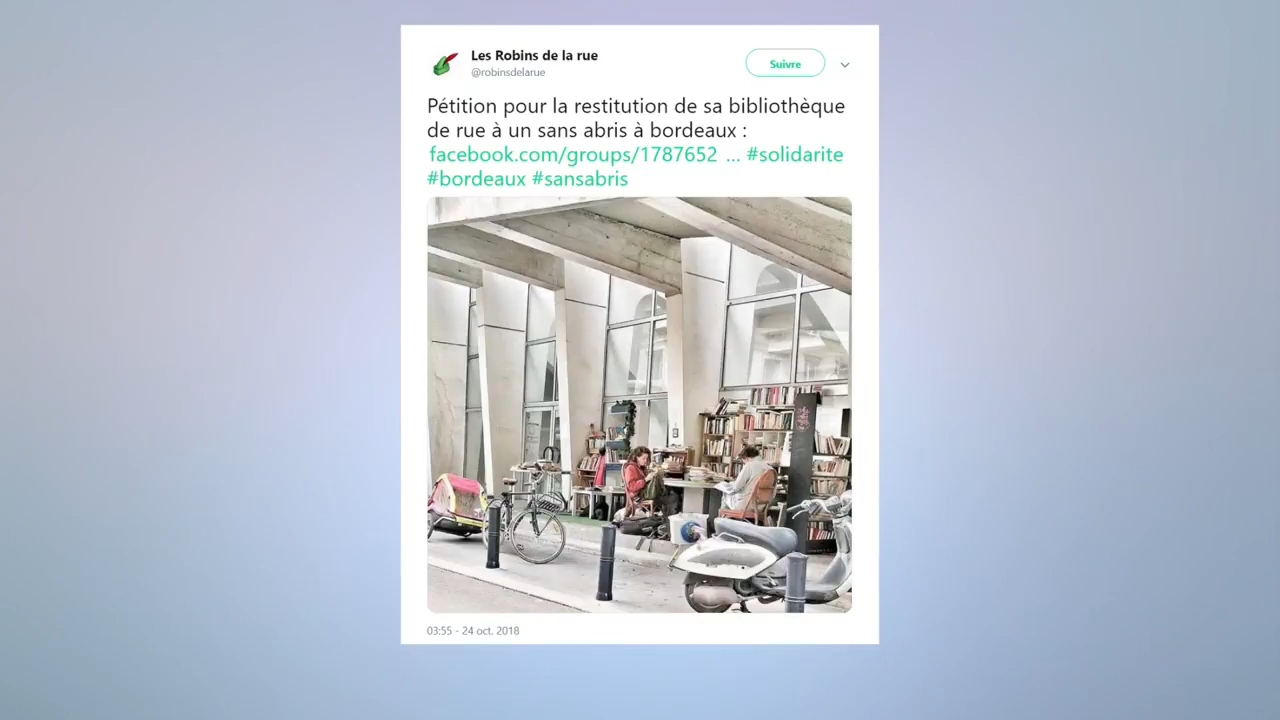 Les Robins de la rue
@robinsdelarue
Suivre
Pétition pour la restitution de sa bibliothèque
de rue à un sans abris à bordeaux :
facebook.com/groups/1787652 ... #solidarite
#bordeaux #sansabris
03:55 - 24 oct. 2018